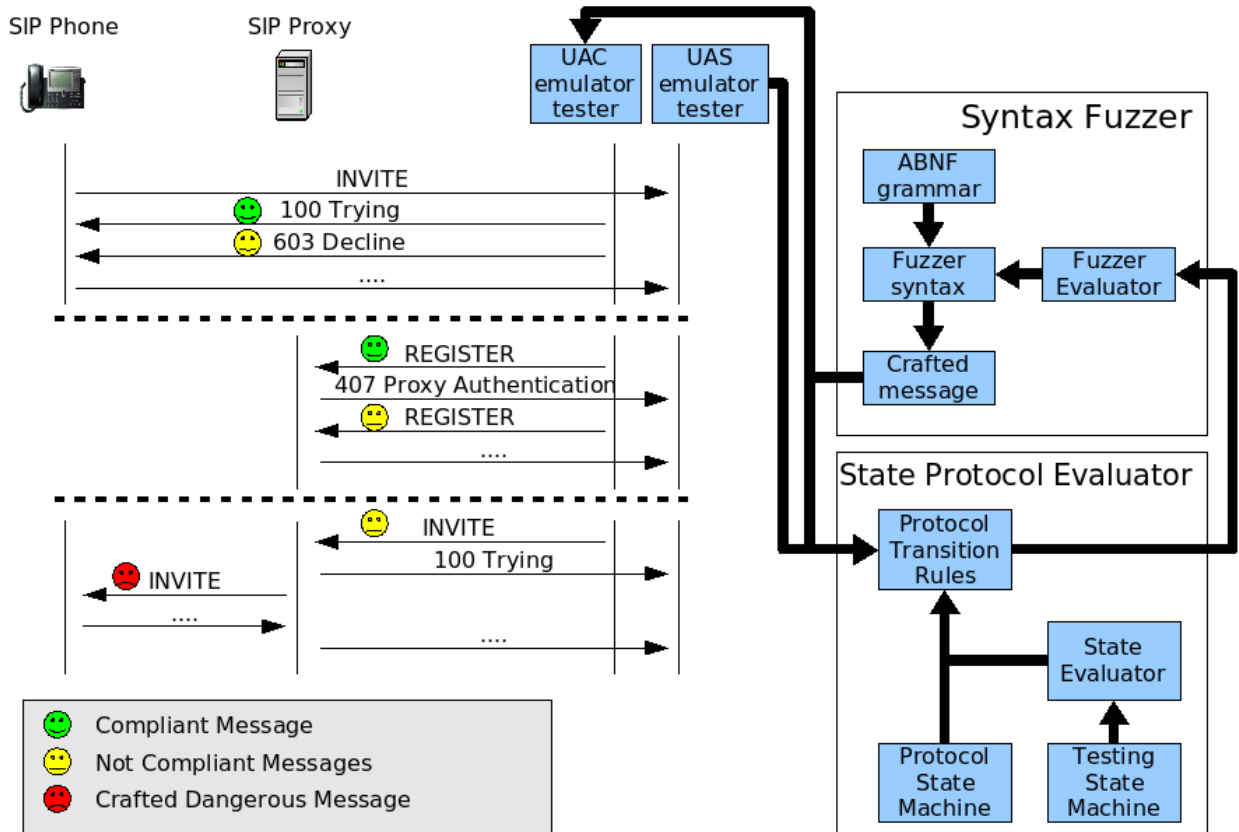 SIP Phone
SIP Proxy
UAC
emulator
tester
UAS
emulator
tester
INVITE
100 Trying
603 Decline
....
REGISTER
407 Proxy Authentication
REGISTER
....
INVITE
100 Trying
INVITE
....
....
Compliant Message
Not Compliant Messages
Crafted Dangerous Message
Syntax Fuzzer
ABNF
grammar
Fuzzer
syntax
Fuzzer
Evaluator
Crafted
message
State Protocol Evaluator
Protocol
Transition
Rules
State
Evaluator
Protocol
State
Machine
Testing
State
Machine